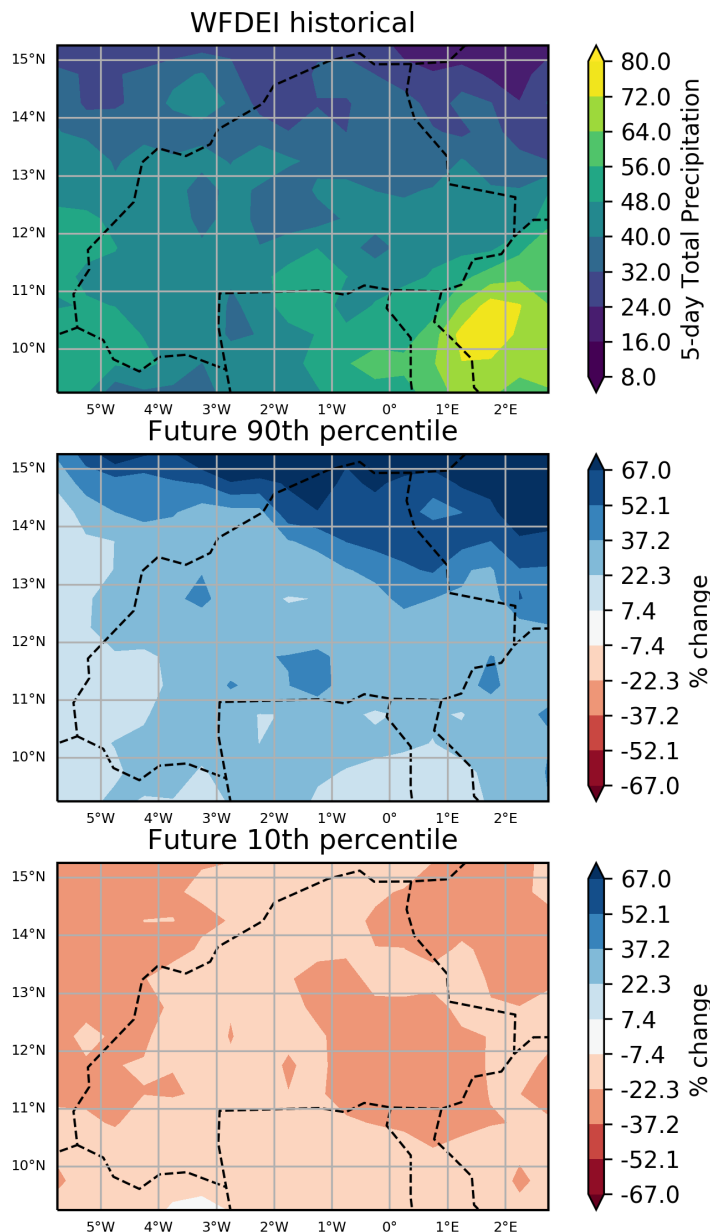 WFDEI historical
15°N
14°N
13°N
12°N
11°N
10°N
5°W 4°W 3°W 2°W 1°W 0° 1°E 2°E
80.0
72.0
64.0
56.0
48.0
40.0
32.0
24.0
16.0
8.0
5-day Total Precipitation
Future 90th percentile
15°N
14°N
13°N
12°N
11°N
10°N
5°W 4°W 3°W 2°W 1°W 0° 1°E 2°E
67.0
52.1
37.2
22.3
7.4
-7.4
-22.3
-37.2
-52.1
-67.0
% change
Future 10th percentile
15°N
14°N
13°N
12°N
11°N
10°N
5°W 4°W 3°W 2°W 1°W 0° 1°E 2°E
67.0
52.1
37.2
22.3
7.4
-7.4
-22.3
-37.2
-52.1
-67.0
% change